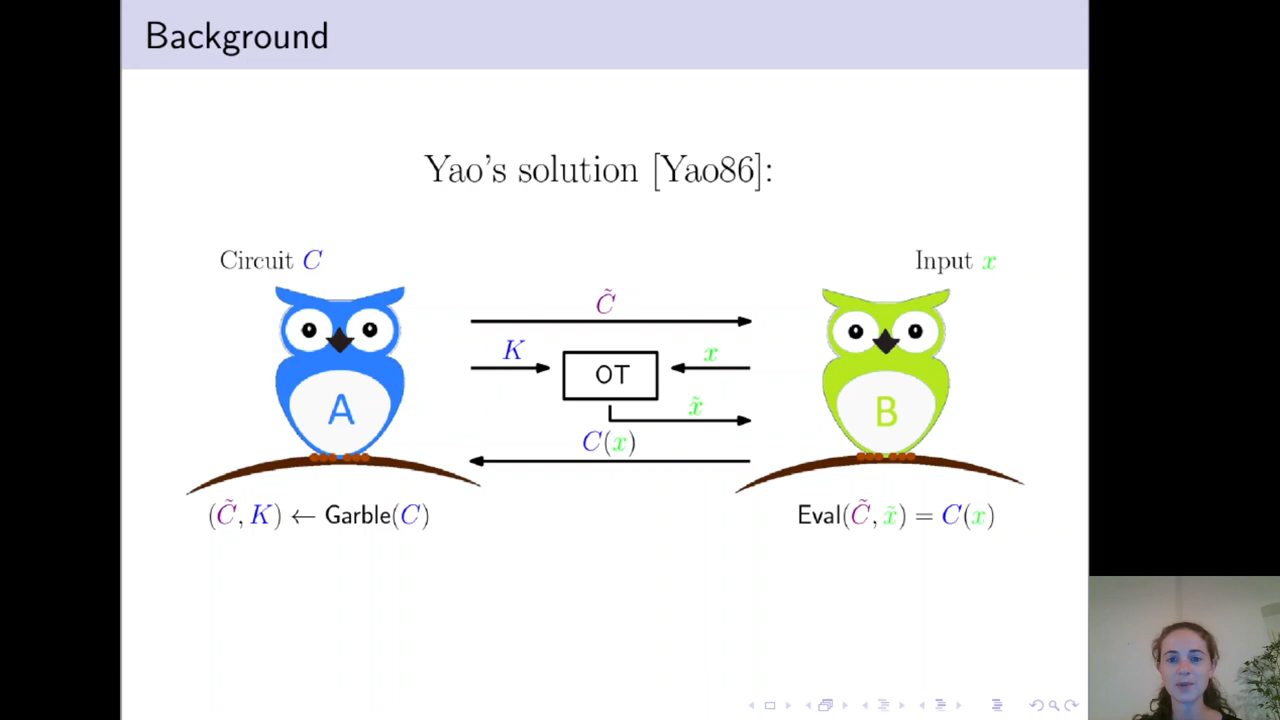 Background
Yao's solution [Yao86]:
Circuit C
Input x
C̃
K
x
OT
x̃
C(x)
A
B
(C̃, K) ← Garble(C)
Eval(C̃, x̃) = C(x)